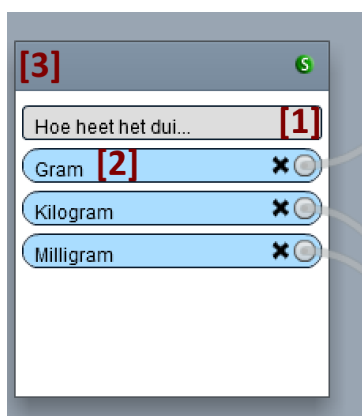 [3] S
Hoe heet het dui... [1]
Gram [2]
Kilogram
Milligram